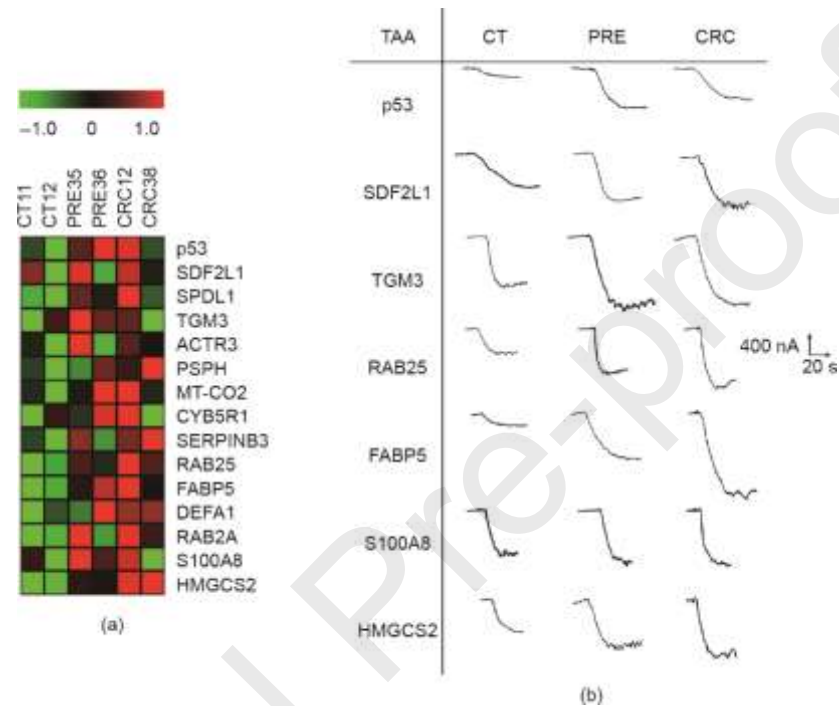 −1.0 0 1.0
CT11 CT12 PRE35 PRE36 CRC12 CRC38
p53
SDF2L1
SPDL1
TGM3
ACTR3
PSPH
MT-CO2
CYB5R1
SERPINB3
RAB25
FABP5
DEFA1
RAB2A
S100A8
HMGCS2
(a)
TAA CT PRE CRC
p53
SDF2L1
TGM3
RAB25
400 nA
20 s
FABP5
S100A8
HMGCS2
(b)
l Pre-proof